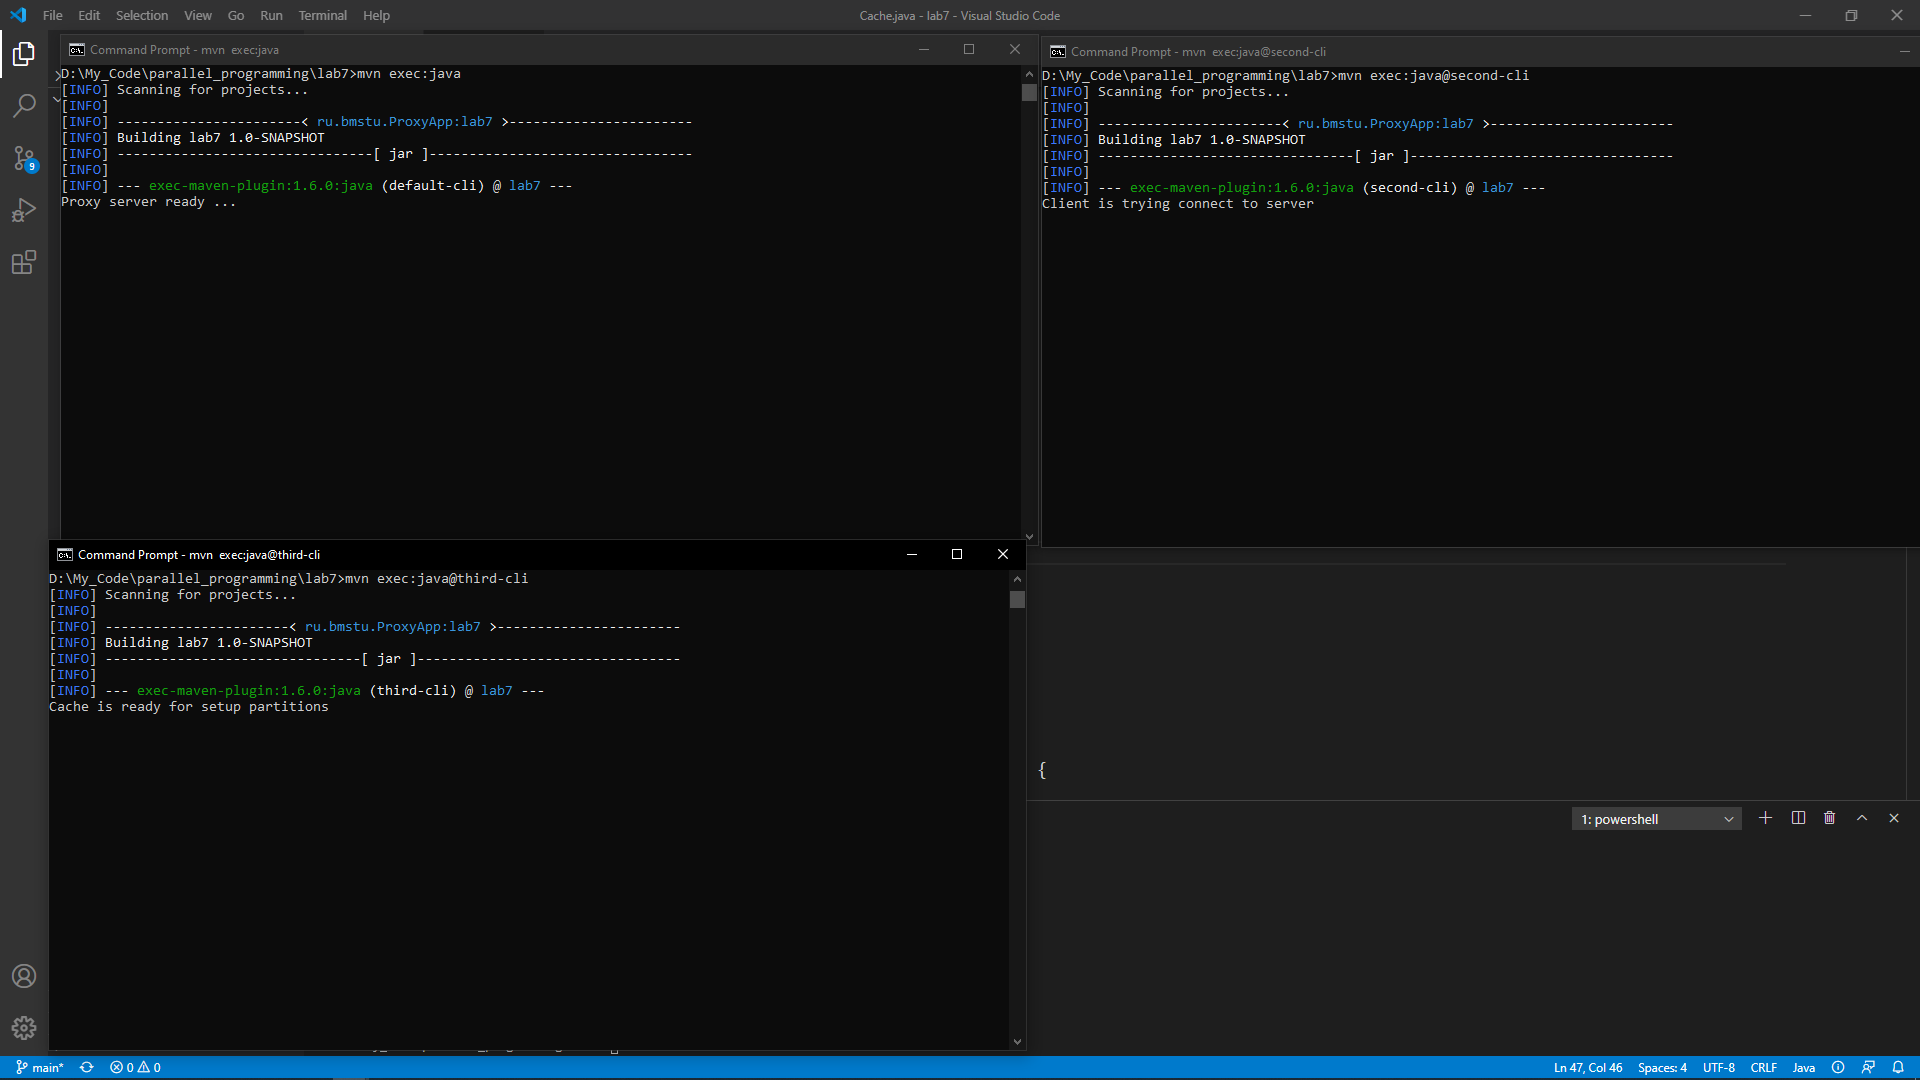 File Edit Selection View Go Run Terminal Help
Cache.java - lab7 - Visual Studio Code
Command Prompt - mvn  exec:java
D:\My_Code\parallel_programming\lab7>mvn exec:java
[INFO] Scanning for projects...
[INFO]
[INFO] -----------------------< ru.bmstu.ProxyApp:lab7 >-----------------------
[INFO] Building lab7 1.0-SNAPSHOT
[INFO] --------------------------------[ jar ]---------------------------------
[INFO]
[INFO] --- exec-maven-plugin:1.6.0:java (default-cli) @ lab7 ---
Proxy server ready ...
Command Prompt - mvn  exec:java@second-cli
D:\My_Code\parallel_programming\lab7>mvn exec:java@second-cli
[INFO] Scanning for projects...
[INFO]
[INFO] -----------------------< ru.bmstu.ProxyApp:lab7 >-----------------------
[INFO] Building lab7 1.0-SNAPSHOT
[INFO] --------------------------------[ jar ]---------------------------------
[INFO]
[INFO] --- exec-maven-plugin:1.6.0:java (second-cli) @ lab7 ---
Client is trying connect to server
Command Prompt - mvn  exec:java@third-cli
D:\My_Code\parallel_programming\lab7>mvn exec:java@third-cli
[INFO] Scanning for projects...
[INFO]
[INFO] -----------------------< ru.bmstu.ProxyApp:lab7 >-----------------------
[INFO] Building lab7 1.0-SNAPSHOT
[INFO] --------------------------------[ jar ]---------------------------------
[INFO]
[INFO] --- exec-maven-plugin:1.6.0:java (third-cli) @ lab7 ---
Cache is ready for setup partitions
{
1: powershell
9
main* 0 0
Ln 47, Col 46 Spaces: 4 UTF-8 CRLF Java